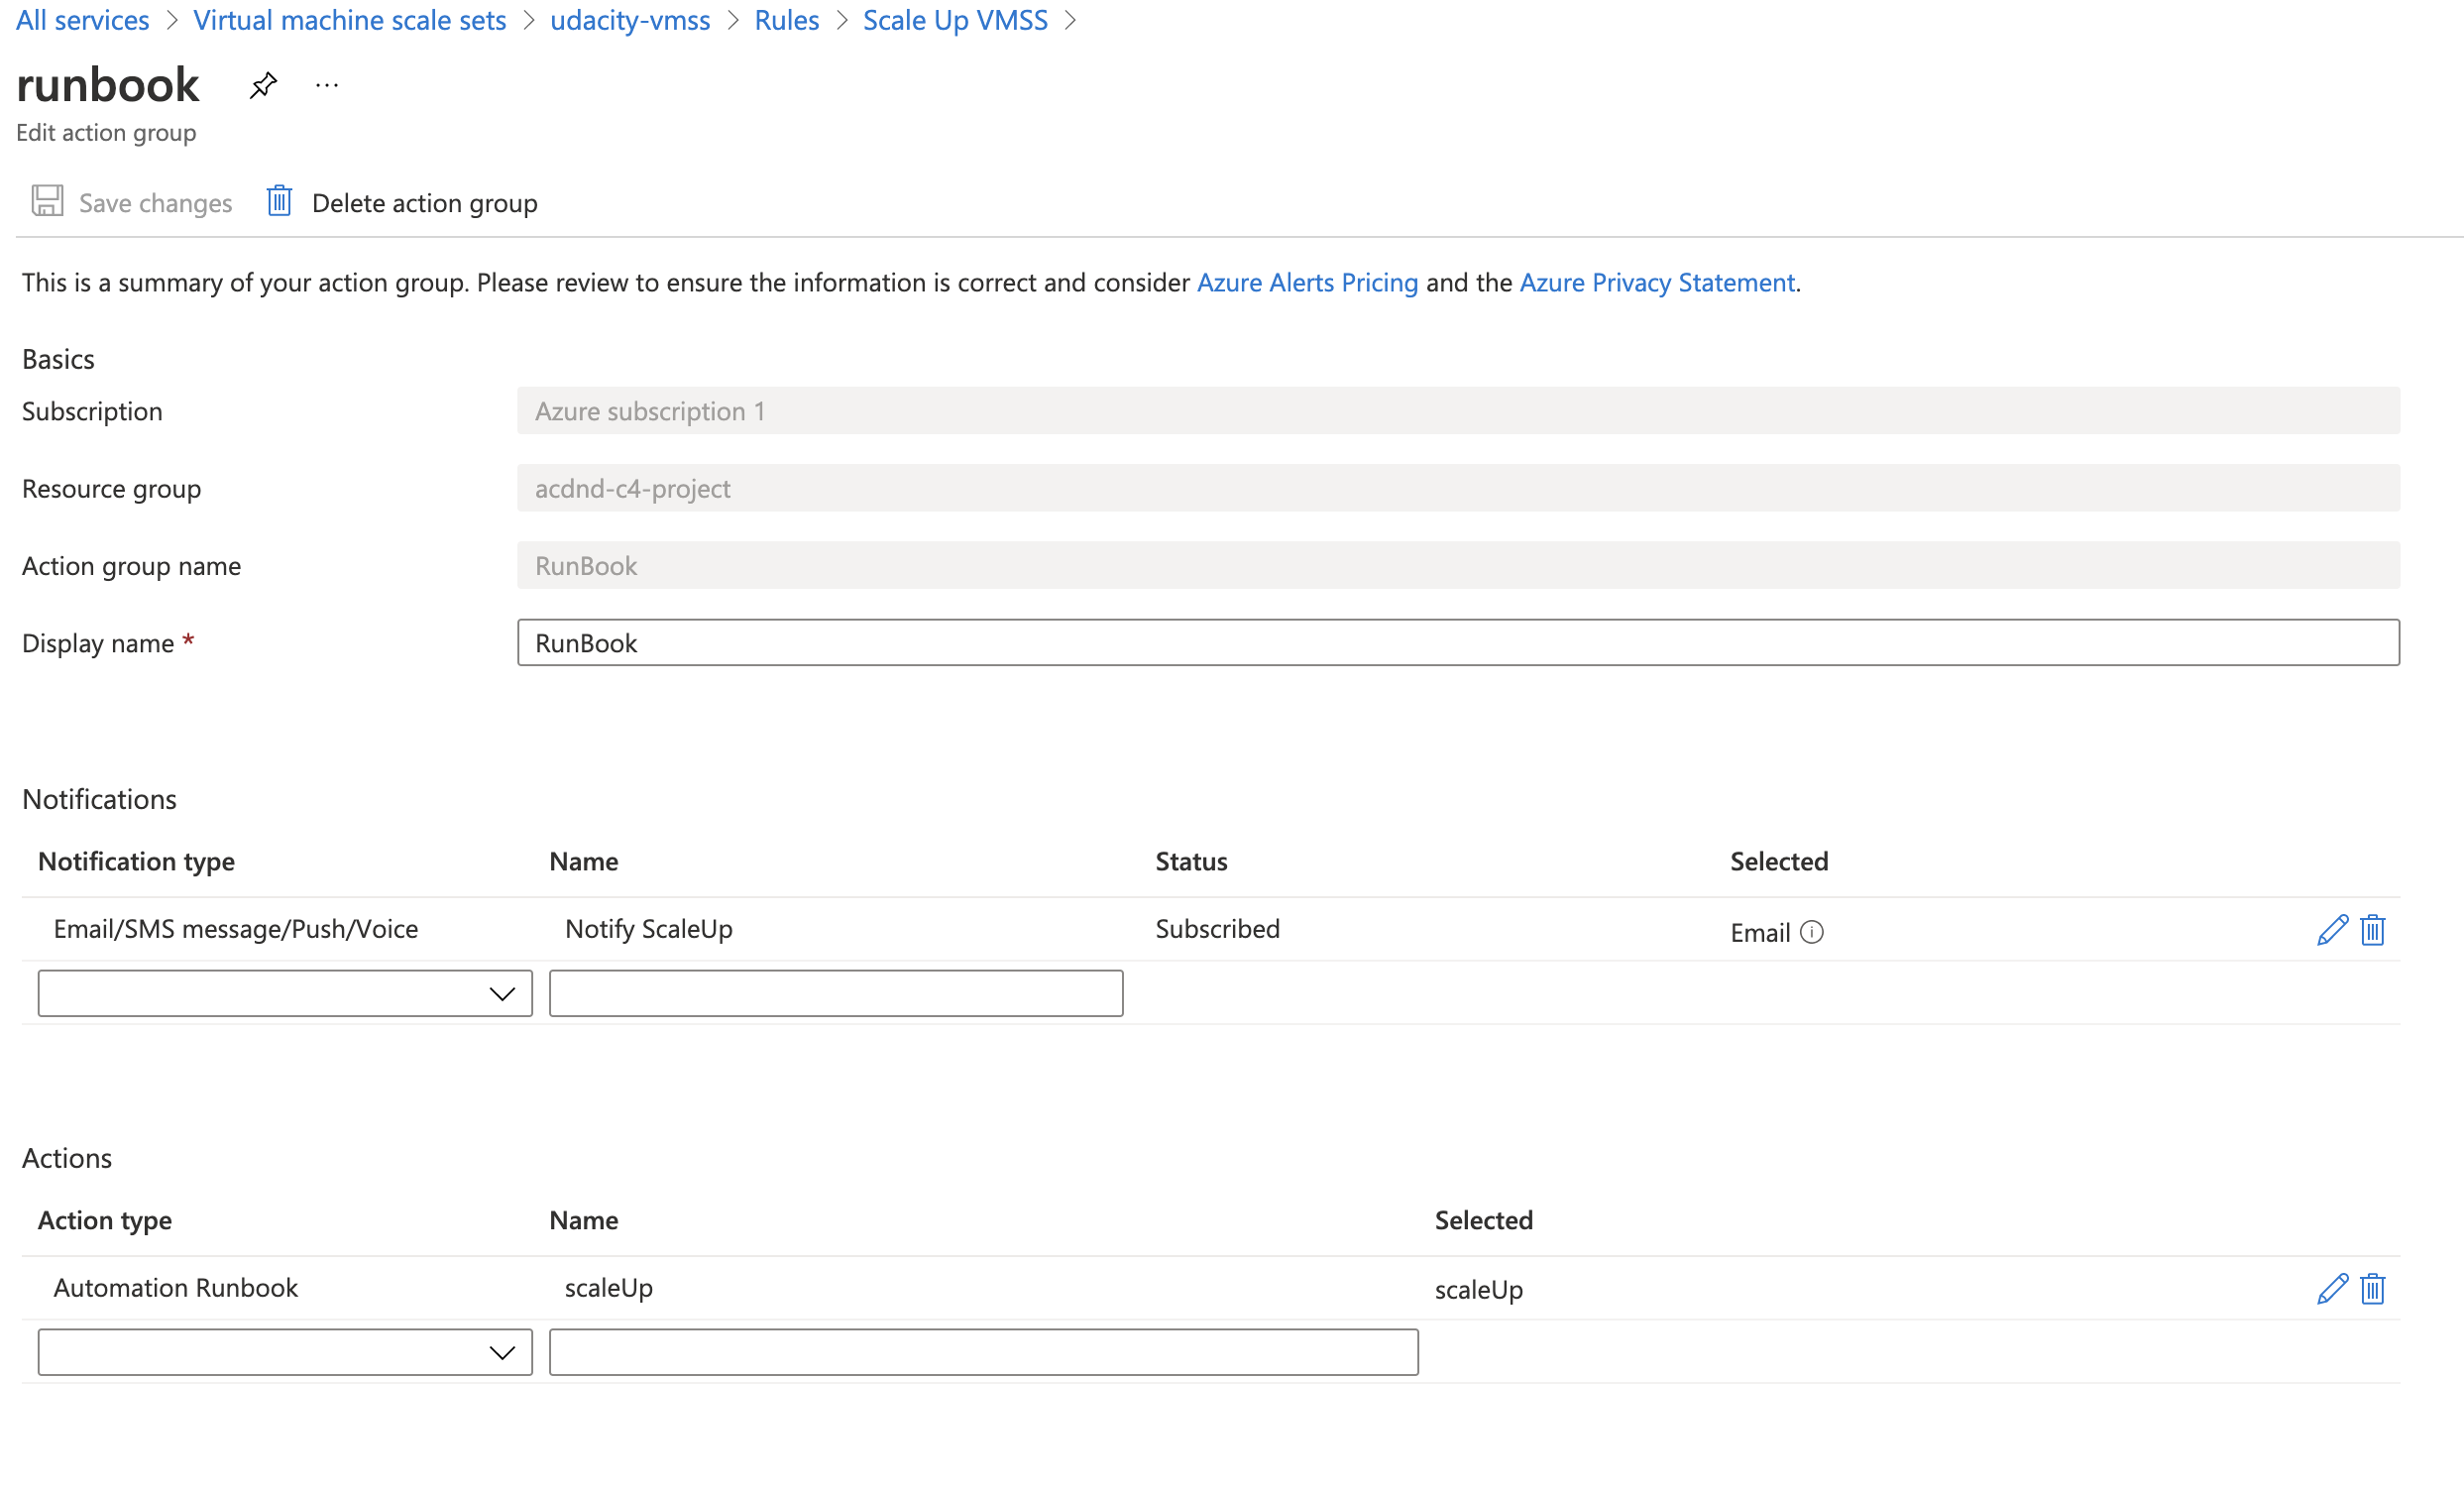 All services > Virtual machine scale sets > udacity-vmss > Rules > Scale Up VMSS >
runbook ...
Edit action group
Save changes Delete action group
This is a summary of your action group. Please review to ensure the information is correct and consider Azure Alerts Pricing and the Azure Privacy Statement.
Basics
Subscription Azure subscription 1
Resource group acdnd-c4-project
Action group name RunBook
Display name * RunBook
Notifications
Notification type Name Status Selected
Email/SMS message/Push/Voice Notify ScaleUp Subscribed Email
Actions
Action type Name Selected
Automation Runbook scaleUp scaleUp